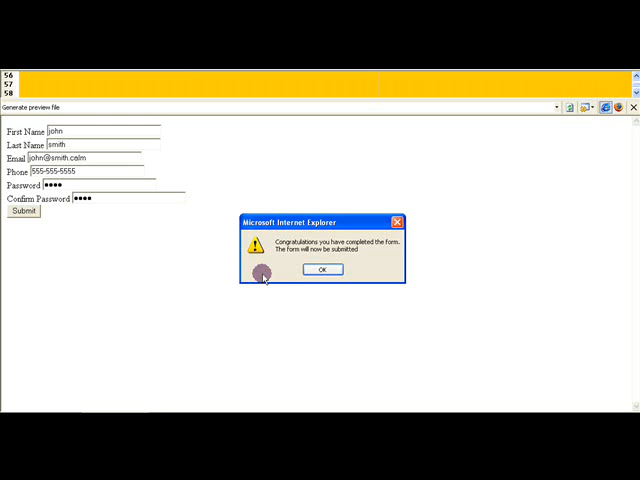 56
57
58
Generate preview file
First Name john
Last Name smith
Email john@smith.calm
Phone 555-555-5555
Password ●●●●
Confirm Password ●●●●
Submit
Microsoft Internet Explorer
Congratulations you have completed the form.
The form will now be submitted
OK